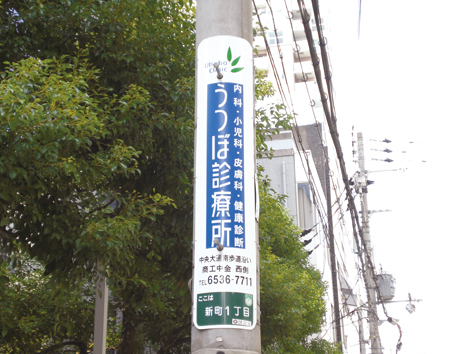 内科・小児科・皮膚科・健康診断
うつぼ診療所
中央大通南歩道沿い
商工中金 西側
TEL 6536-7711
ここは
新町1丁目